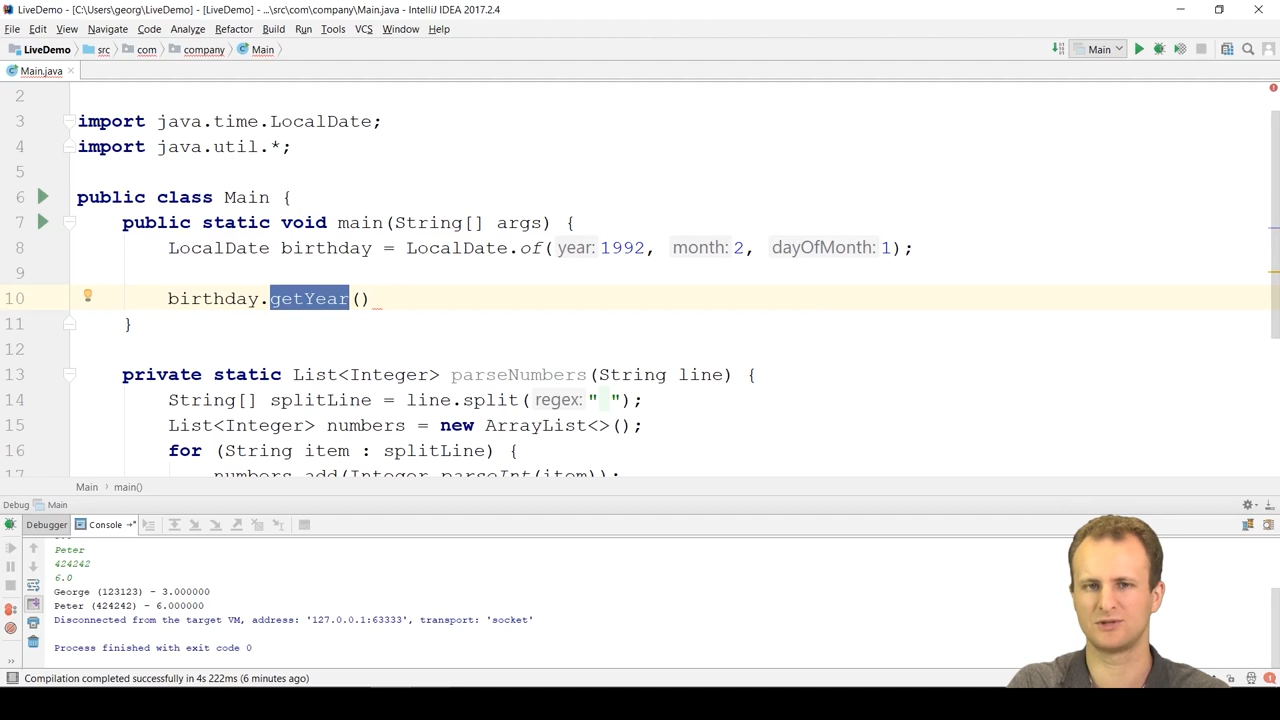 LiveDemo - [C:\Users\georg\LiveDemo] - [LiveDemo] - ...\src\com\company\Main.java - IntelliJ IDEA 2017.2.4
File Edit View Navigate Code Analyze Refactor Build Run Tools VCS Window Help
LiveDemo src com company Main Main
Main.java
2
3 import java.time.LocalDate;
4 import java.util.*;
5
6 public class Main {
7 public static void main(String[] args) {
8 LocalDate birthday = LocalDate.of( year: 1992, month: 2, dayOfMonth: 1);
9
10 birthday.getYear()
11 }
12
13 private static List<Integer> parseNumbers(String line) {
14 String[] splitLine = line.split( regex: " ");
15 List<Integer> numbers = new ArrayList<>();
16 for (String item : splitLine) {
17 numbers.add(Integer.parseInt(item));
Main main()
Debug Main
Debugger Console
Peter
424242
6.0
George (123123) - 3.000000
Peter (424242) - 6.000000
Disconnected from the target VM, address: '127.0.0.1:63333', transport: 'socket'
Process finished with exit code 0
Compilation completed successfully in 4s 222ms (6 minutes ago)